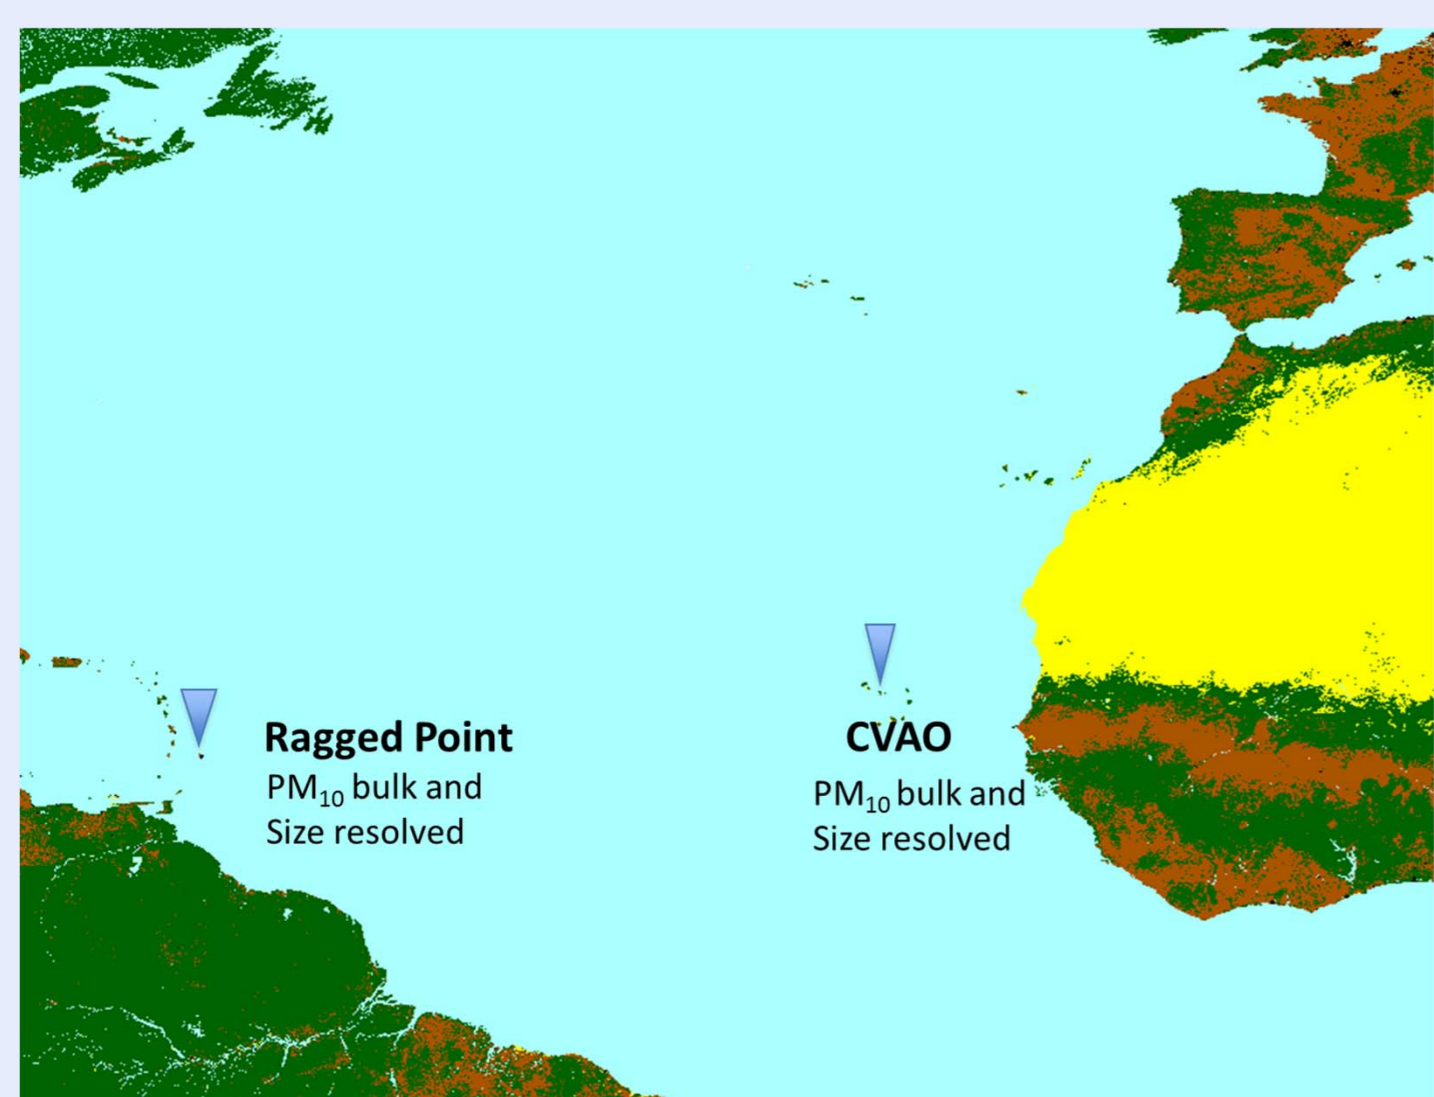 Ragged Point
PM₁₀ bulk and
Size resolved
CVAO
PM₁₀ bulk and
Size resolved